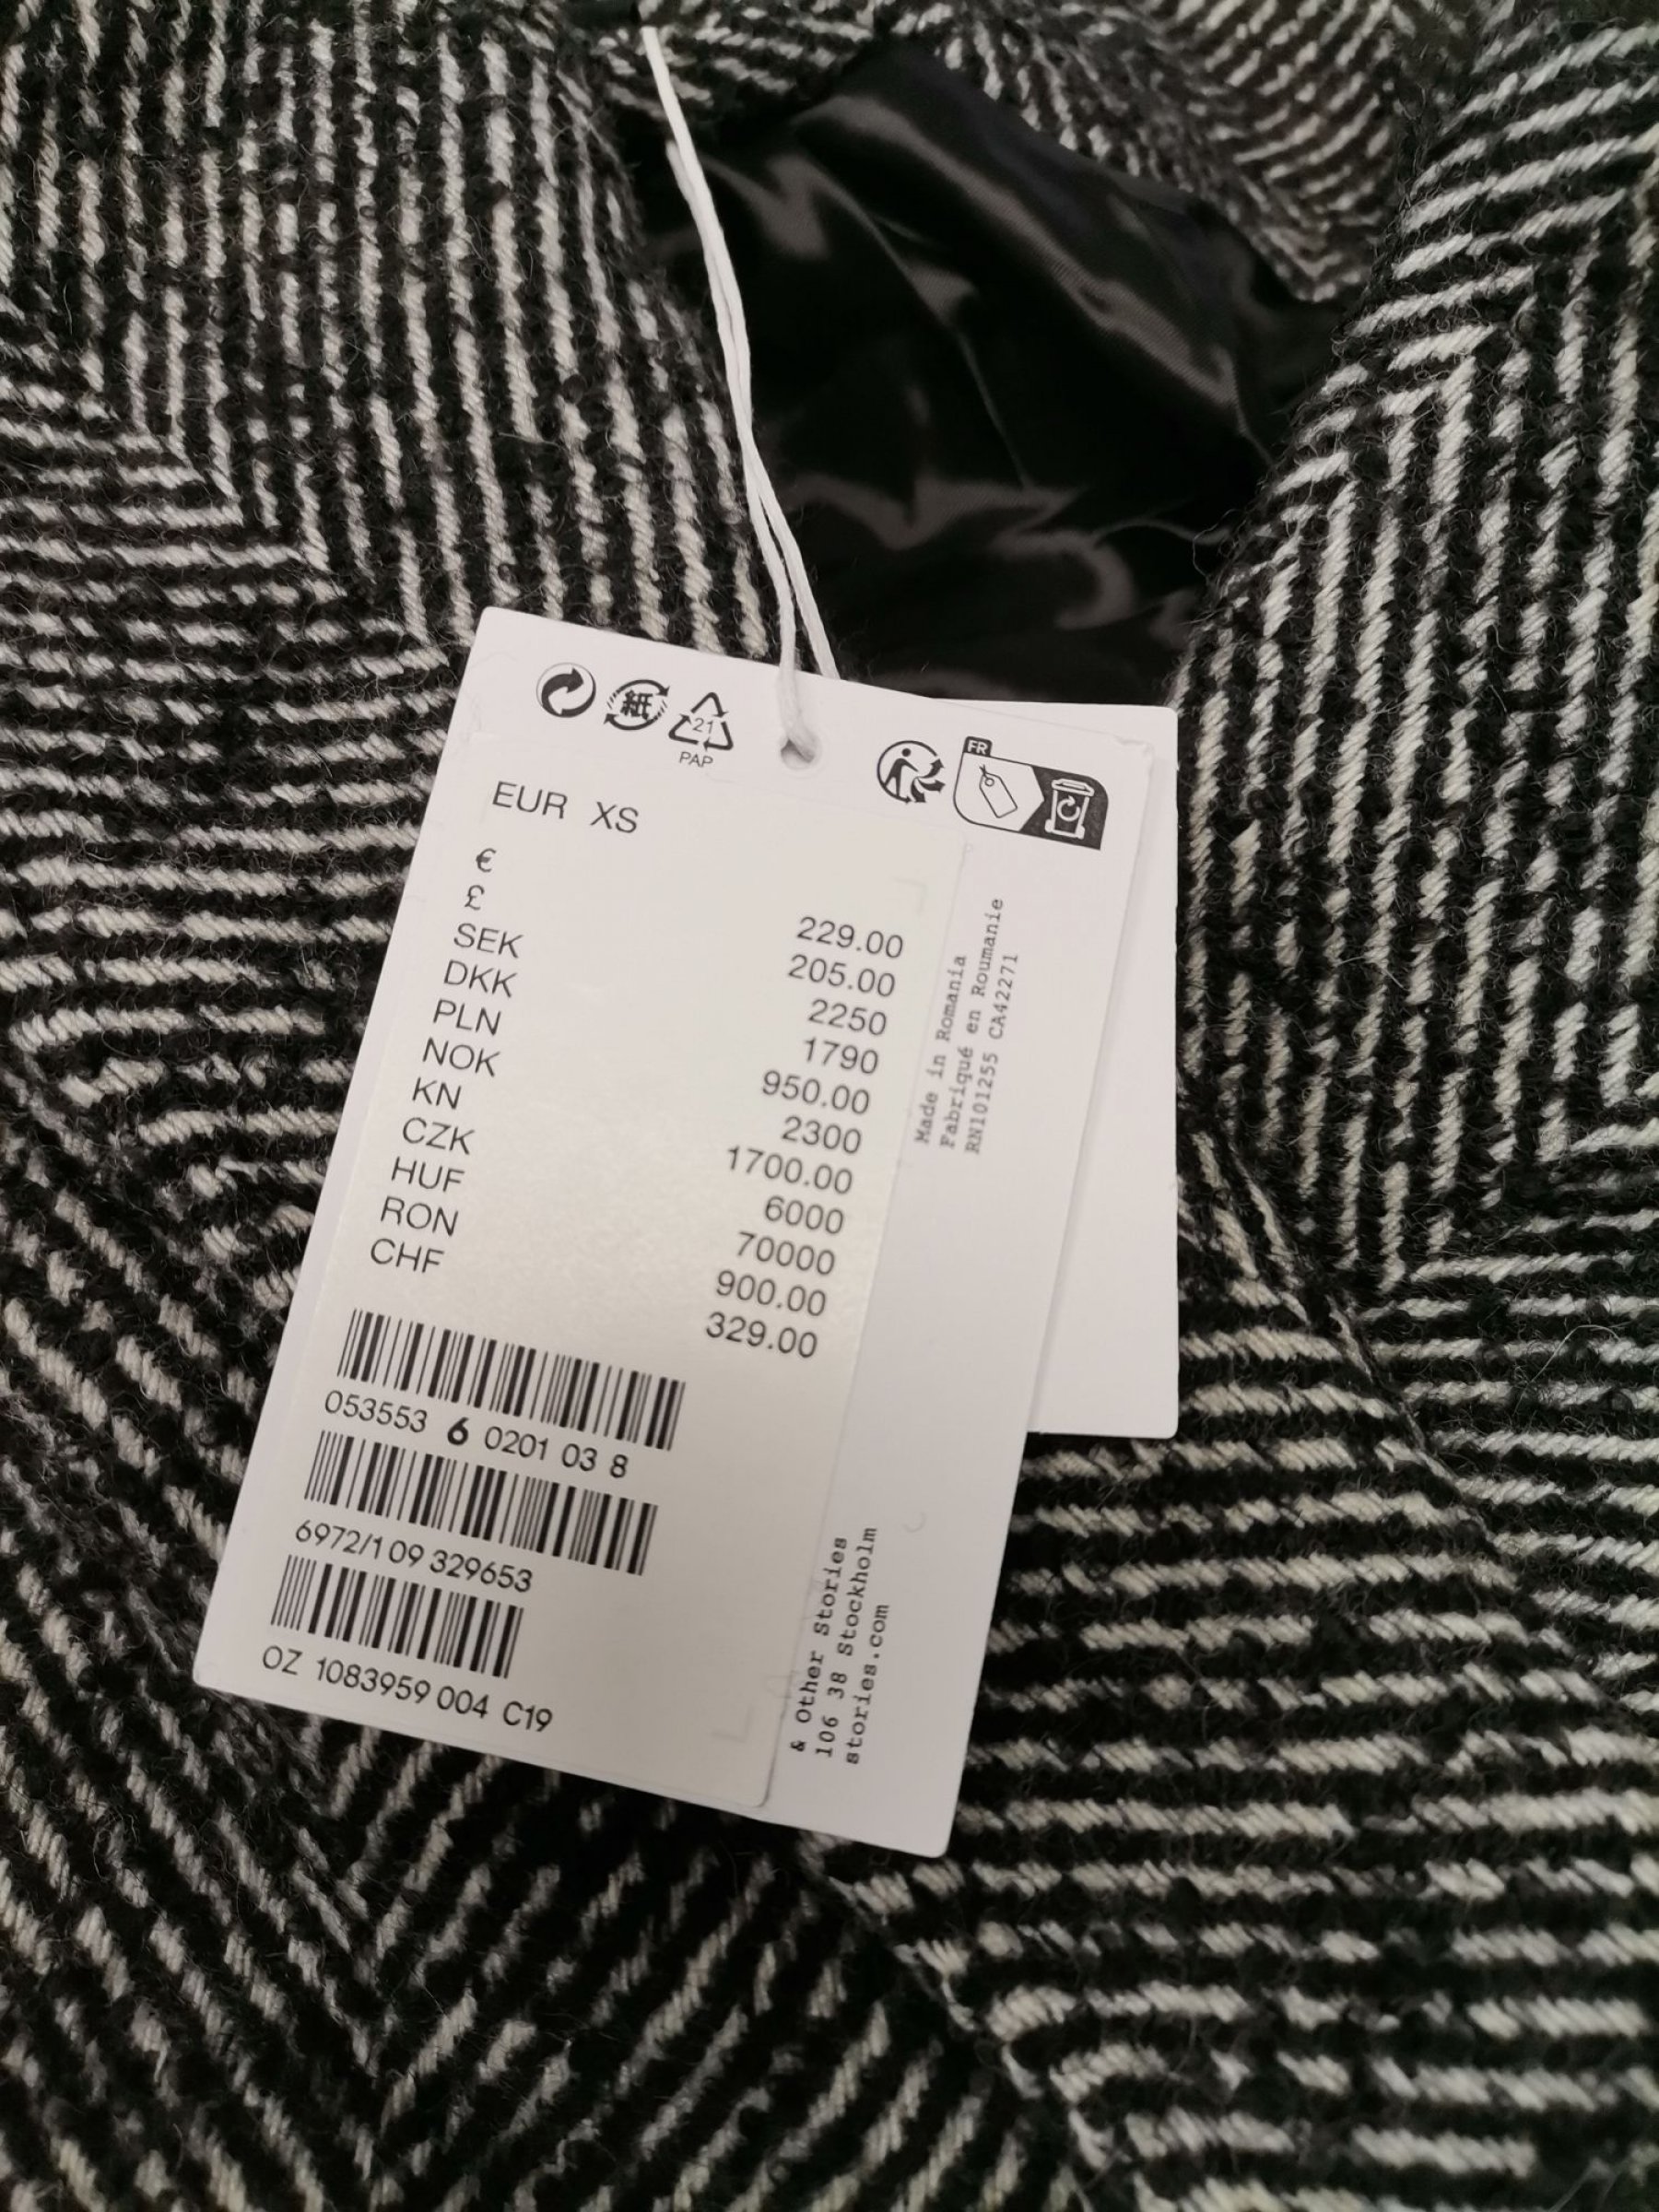 紙
21
PAP
FR
EUR XS
€ 229.00
£ 205.00
SEK 2250
DKK 1790
PLN 950.00
NOK 2300
KN 1700.00
CZK 6000
HUF 70000
RON 900.00
CHF 329.00
053553 6 0201 03 8
6972/1 09 329653
OZ 1083959 004 C19
Made in Romania
Fabriqué en Roumanie
RN101255 CA42271
& Other Stories
106 38 Stockholm
stories.com